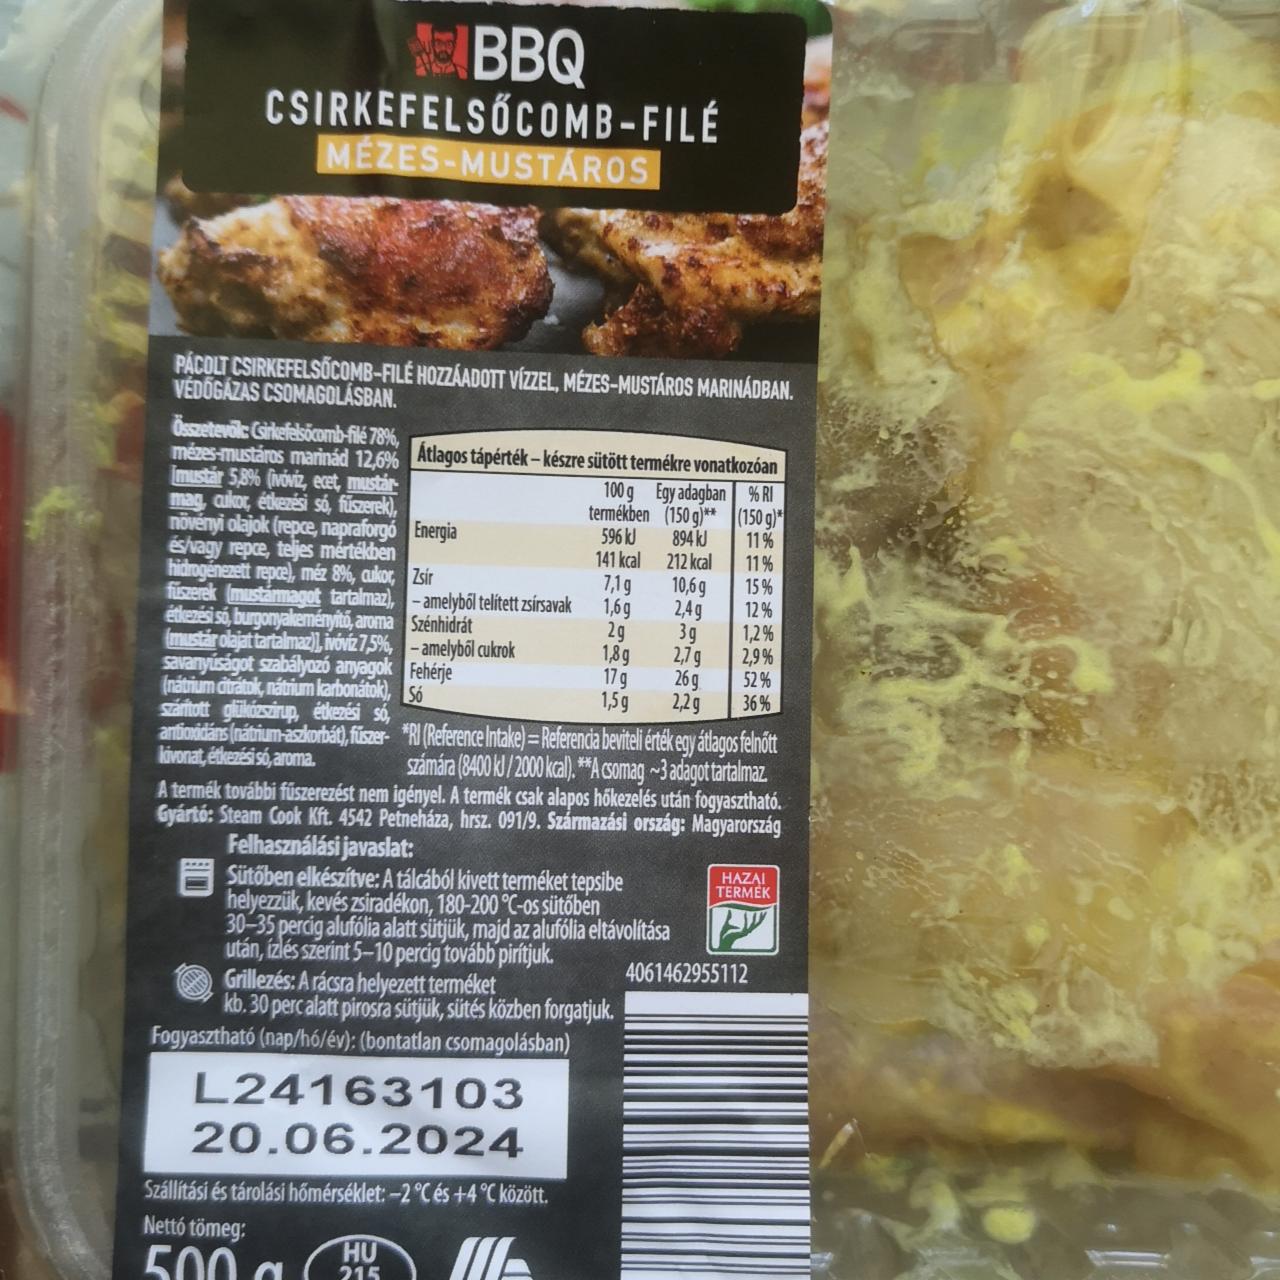 BBQ
CSIRKEFELSŐCOMB-FILÉ
MÉZES-MUSTÁROS
PÁCOLT CSIRKEFELSŐCOMB-FILÉ HOZZÁADOTT VÍZZEL, MÉZES-MUSTÁROS MARINÁDBAN.
VÉDŐGÁZAS CSOMAGOLÁSBAN.
Összetevők: Csirkefelsőcomb-filé 78%,
mézes-mustáros marinád 12,6%
[mustár 5,8% (ivóvíz, ecet, mustár-
mag, cukor, étkezési só, fűszerek),
növényi olajok (repce, napraforgó
és/vagy repce, teljes mértékben
hidrogénezett repce), méz 8%, cukor,
fűszerek (mustármagot tartalmaz),
étkezési só, burgonyakeményítő, aroma
(mustár olajat tartalmaz)], ivóvíz 7,5%,
savanyúságot szabályozó anyagok
(nátrium citrátok, nátrium karbonátok),
szárított glükózszirup, étkezési só,
antioxidáns (nátrium-aszkorbát), fűszer-
kivonat, étkezési só, aroma.
Átlagos tápérték – készre sütött termékre vonatkozóan
100 g Egy adagban % RI
termékben (150 g)** (150 g)*
Energia 596 kJ 894 kJ 11 %
141 kcal 212 kcal 11 %
Zsír 7,1 g 10,6 g 15 %
– amelyből telített zsírsavak 1,6 g 2,4 g 12 %
Szénhidrát 2 g 3 g 1,2 %
– amelyből cukrok 1,8 g 2,7 g 2,9 %
Fehérje 17 g 26 g 52 %
Só 1,5 g 2,2 g 36 %
*RI (Reference Intake) = Referencia beviteli érték egy átlagos felnőtt
számára (8400 kJ / 2000 kcal). **A csomag ~3 adagot tartalmaz.
A termék további fűszerezést nem igényel. A termék csak alapos hőkezelés után fogyasztható.
Gyártó: Steam Cook Kft. 4542 Petneháza, hrsz. 091/9. Származási ország: Magyarország
Felhasználási javaslat:
Sütőben elkészítve: A tálcából kivett terméket tepsibe
helyezzük, kevés zsiradékon, 180-200 °C-os sütőben
30–35 percig alufólia alatt sütjük, majd az alufólia eltávolítása
után, ízlés szerint 5–10 percig tovább pirítjuk.
HAZAI
TERMÉK
Grillezés: A rácsra helyezett terméket
kb. 30 perc alatt pirosra sütjük, sütés közben forgatjuk.
4061462955112
Fogyasztható (nap/hó/év): (bontatlan csomagolásban)
L24163103
20.06.2024
Szállítási és tárolási hőmérséklet: –2 °C és +4 °C között.
Nettó tömeg:
500 g
HU
215